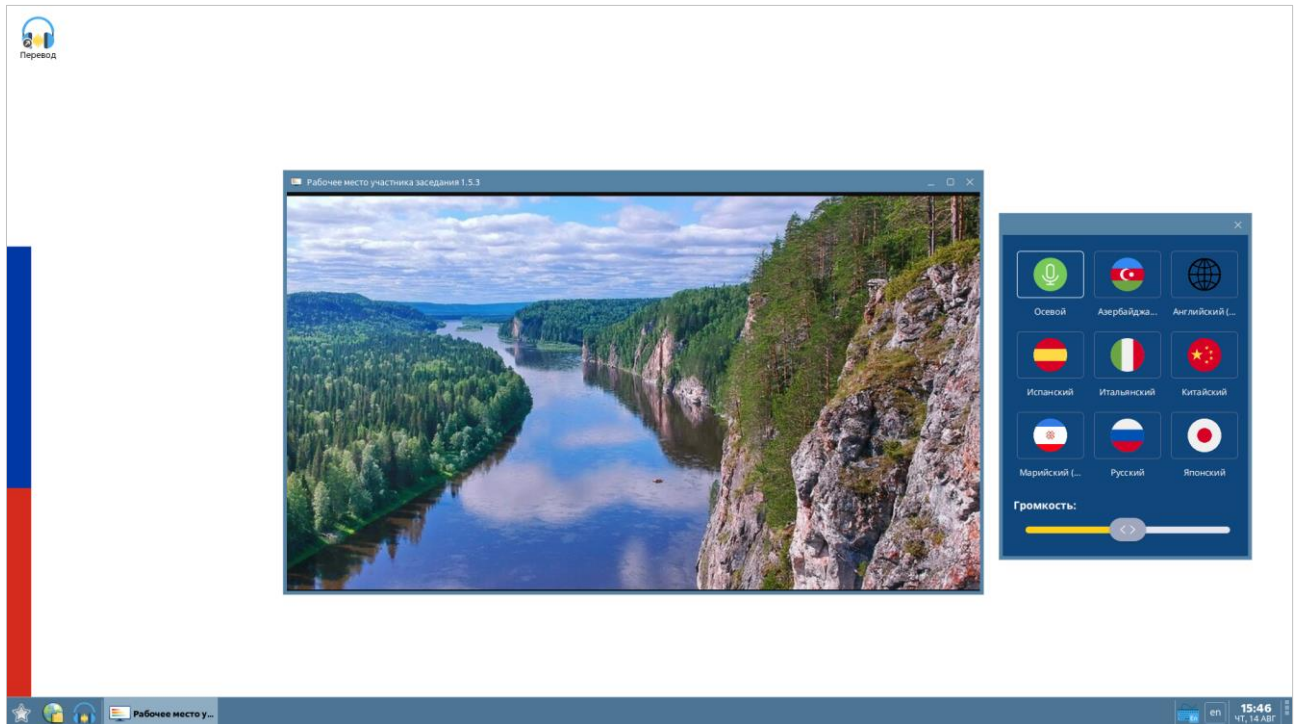 Перевод
Рабочее место участника заседания 1.5.3
Осевой
Азербайджа...
Английский (...
Испанский
Итальянский
Китайский
Марийский (...
Русский
Японский
Громкость:
Рабочее место у...
En
en
15:46
ЧТ, 14 АВГ